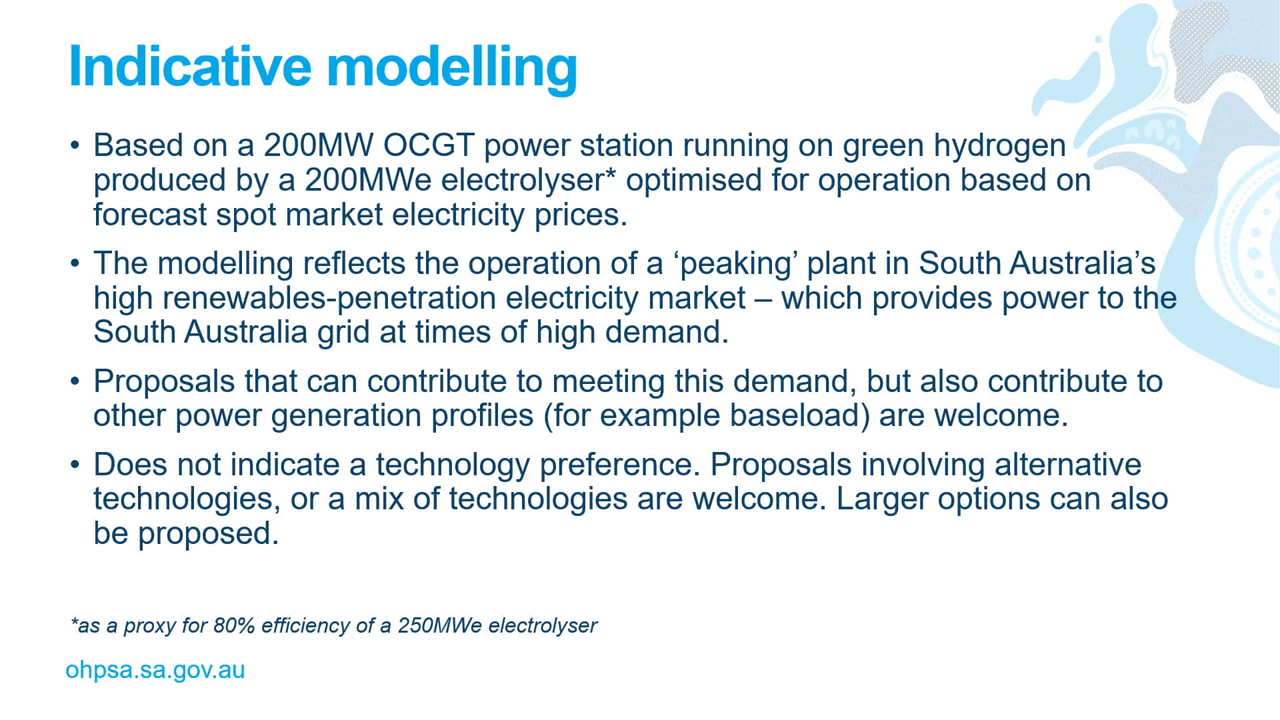 Indicative modelling
• Based on a 200MW OCGT power station running on green hydrogen
produced by a 200MWe electrolyser* optimised for operation based on
forecast spot market electricity prices.
• The modelling reflects the operation of a ‘peaking’ plant in South Australia’s
high renewables-penetration electricity market – which provides power to the
South Australia grid at times of high demand.
• Proposals that can contribute to meeting this demand, but also contribute to
other power generation profiles (for example baseload) are welcome.
• Does not indicate a technology preference. Proposals involving alternative
technologies, or a mix of technologies are welcome. Larger options can also
be proposed.
*as a proxy for 80% efficiency of a 250MWe electrolyser
ohpsa.sa.gov.au